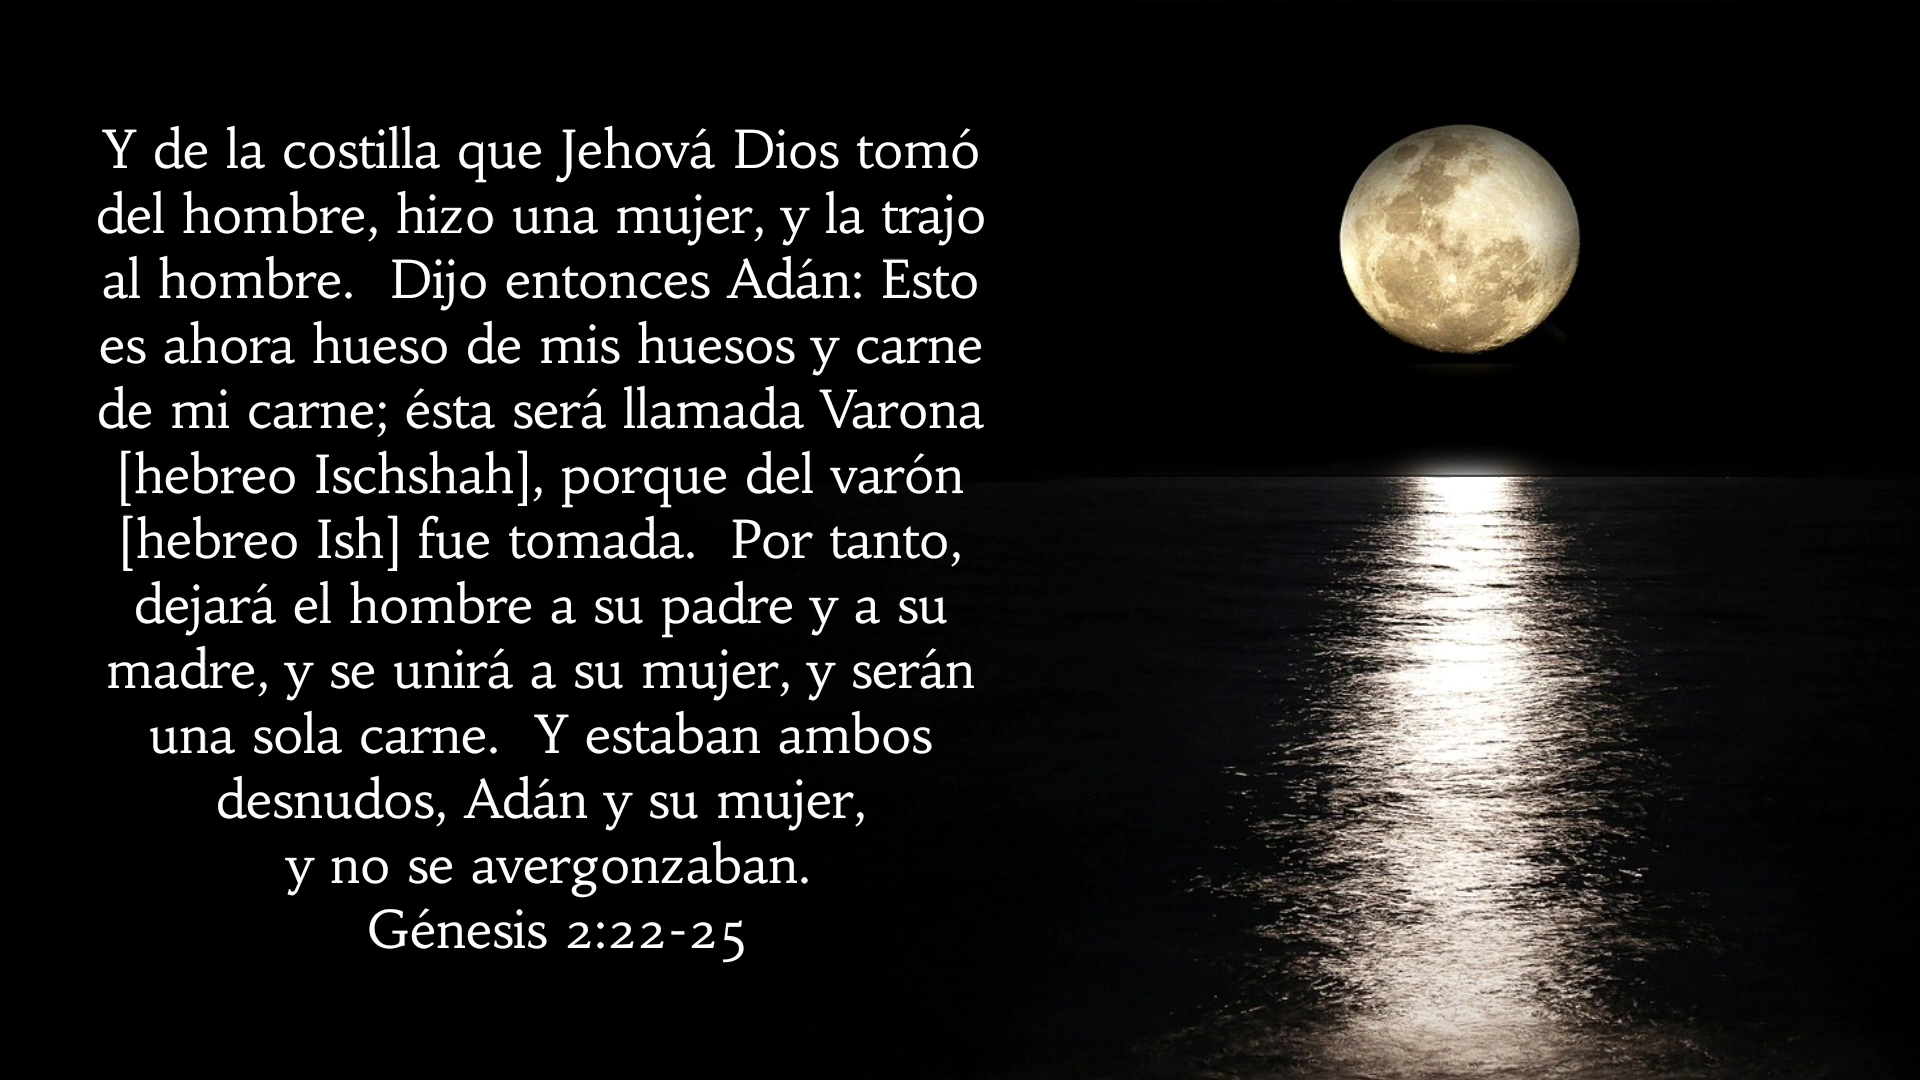 Y de la costilla que Jehová Dios tomó
del hombre, hizo una mujer, y la trajo
al hombre.  Dijo entonces Adán: Esto
es ahora hueso de mis huesos y carne
de mi carne; ésta será llamada Varona
[hebreo Ischshah], porque del varón
[hebreo Ish] fue tomada.  Por tanto,
dejará el hombre a su padre y a su
madre, y se unirá a su mujer, y serán
una sola carne.  Y estaban ambos
desnudos, Adán y su mujer,
y no se avergonzaban.
Génesis 2:22-25